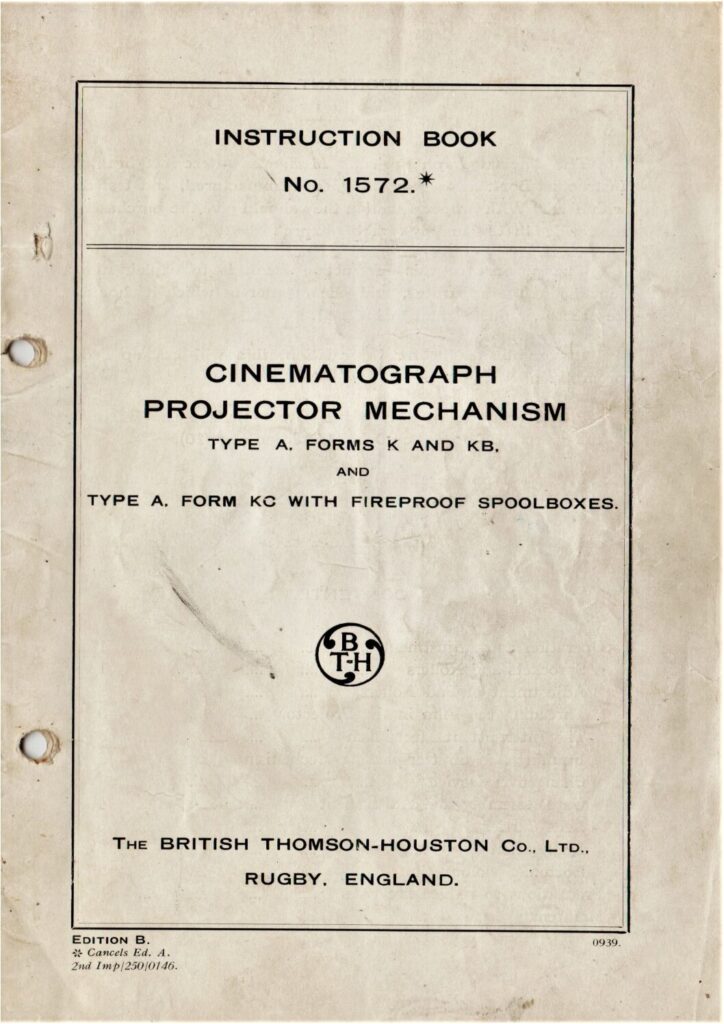 INSTRUCTION BOOK
No. 1572.*
CINEMATOGRAPH
PROJECTOR MECHANISM
TYPE A, FORMS K AND KB,
AND
TYPE A, FORM KC WITH FIREPROOF SPOOLBOXES.
B
T-H
THE BRITISH THOMSON-HOUSTON Co., LTD.,
RUGBY, ENGLAND.
EDITION B.
* Cancels Ed. A.
2nd Imp/250/0146.
0939.